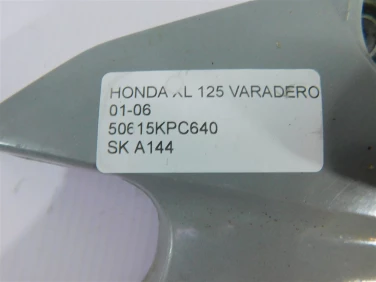 HONDA XL 125 VARADERO
01-06
50615KPC640
SK A144